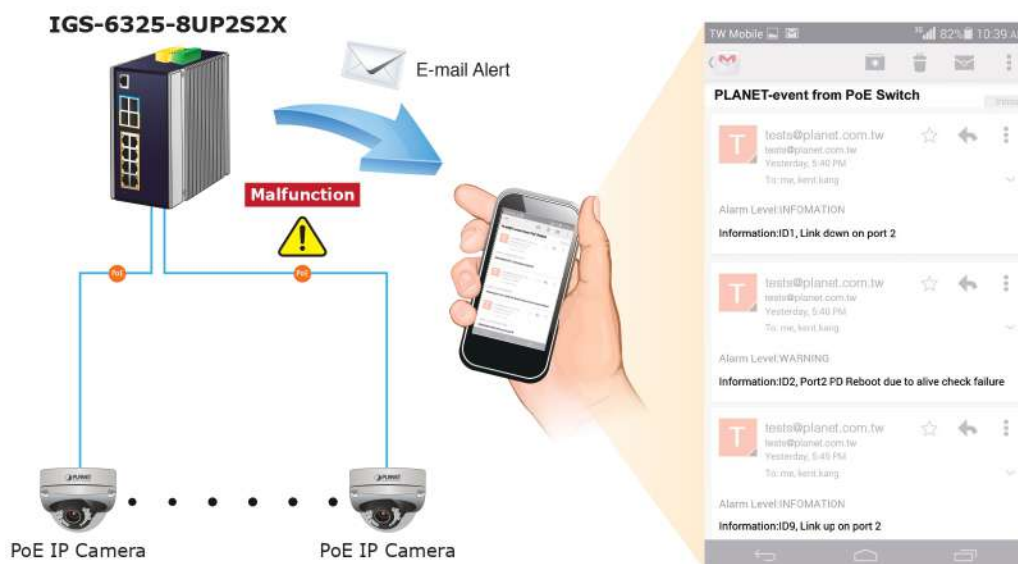 IGS-6325-8UP2S2X
E-mail Alert
Malfunction
PoE
PoE
PLANET
PLANET
PoE IP Camera
PoE IP Camera
TW Mobile
3G
82%
10:39 AM
PLANET-event from PoE Switch
T
tests@planet.com.tw
tests@planet.com.tw
Yesterday, 5:40 PM
To: me, kent.kang
Alarm Level:INFOMATION
Information:ID1, Link down on port 2
T
tests@planet.com.tw
tests@planet.com.tw
Yesterday, 5:40 PM
To: me, kent.kang
Alarm Level:WARNING
Information:ID2, Port2 PD Reboot due to alive check failure
T
tests@planet.com.tw
tests@planet.com.tw
Yesterday, 5:40 PM
To: me, kent.kang
Alarm Level:INFOMATION
Information:ID9, Link up on port 2